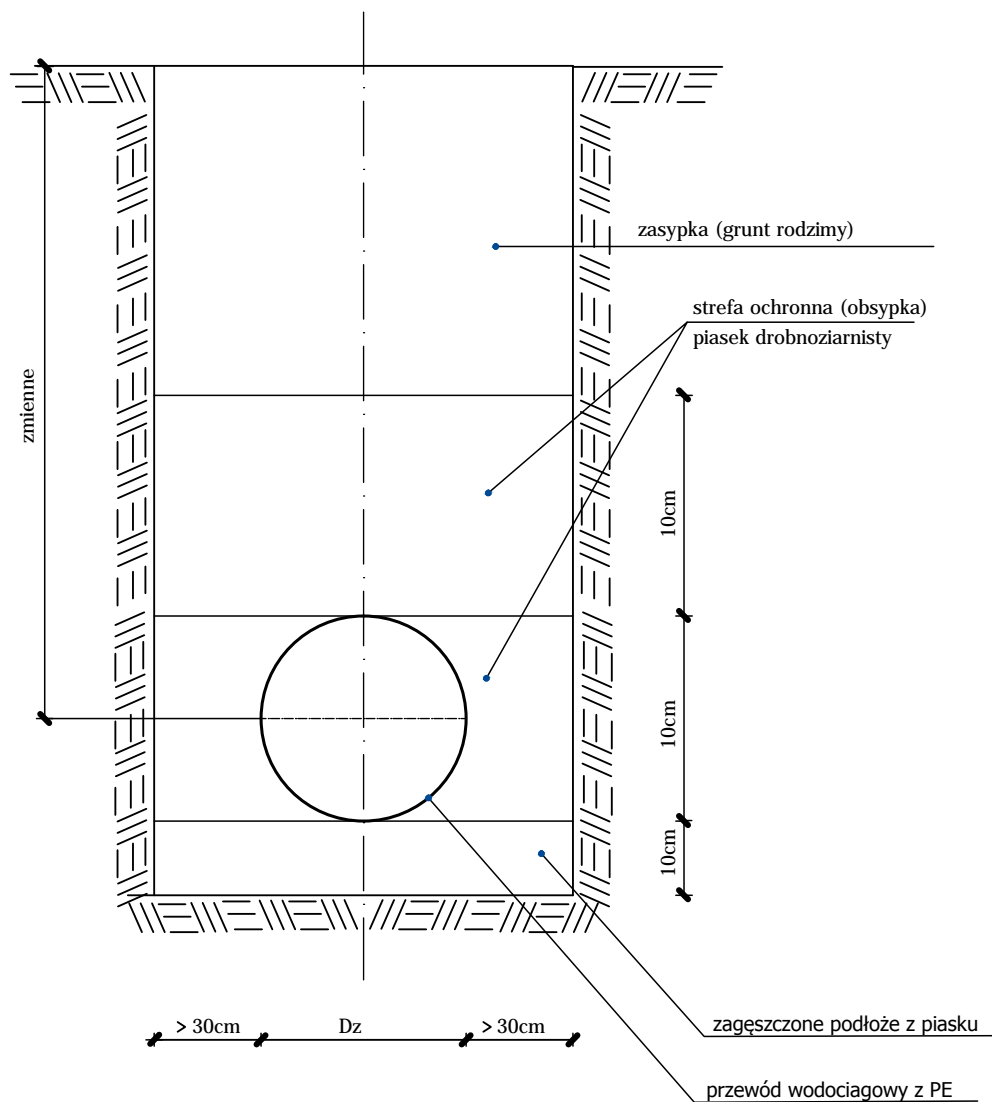 zasypka (grunt rodzimy)
strefa ochronna (obsypka)
piasek drobnoziarnisty
zmienne
10cm
10cm
10cm
> 30cm
Dz
> 30cm
zagęszczone podłoże z piasku
przewód wodociagowy z PE